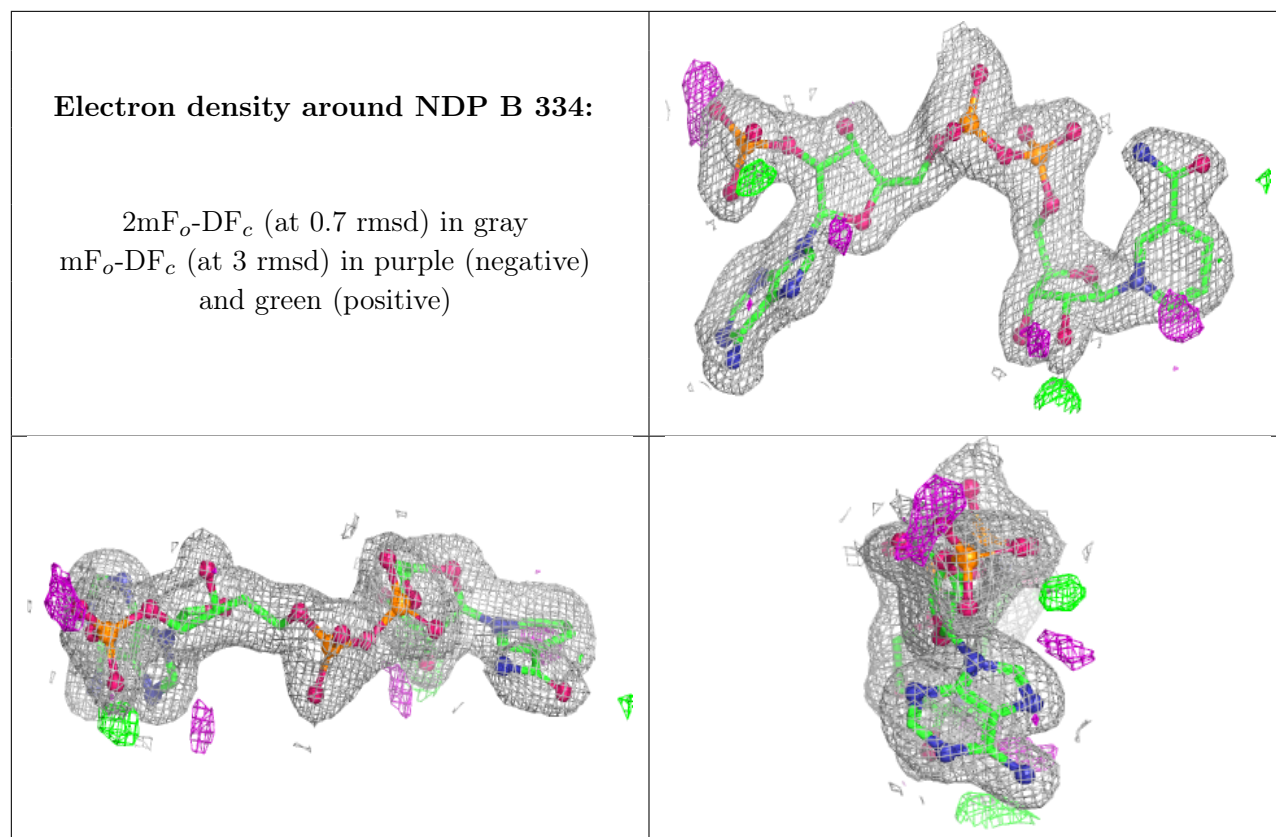 Electron density around NDP B 334:
2mFo-DFc (at 0.7 rmsd) in gray
mFo-DFc (at 3 rmsd) in purple (negative)
and green (positive)